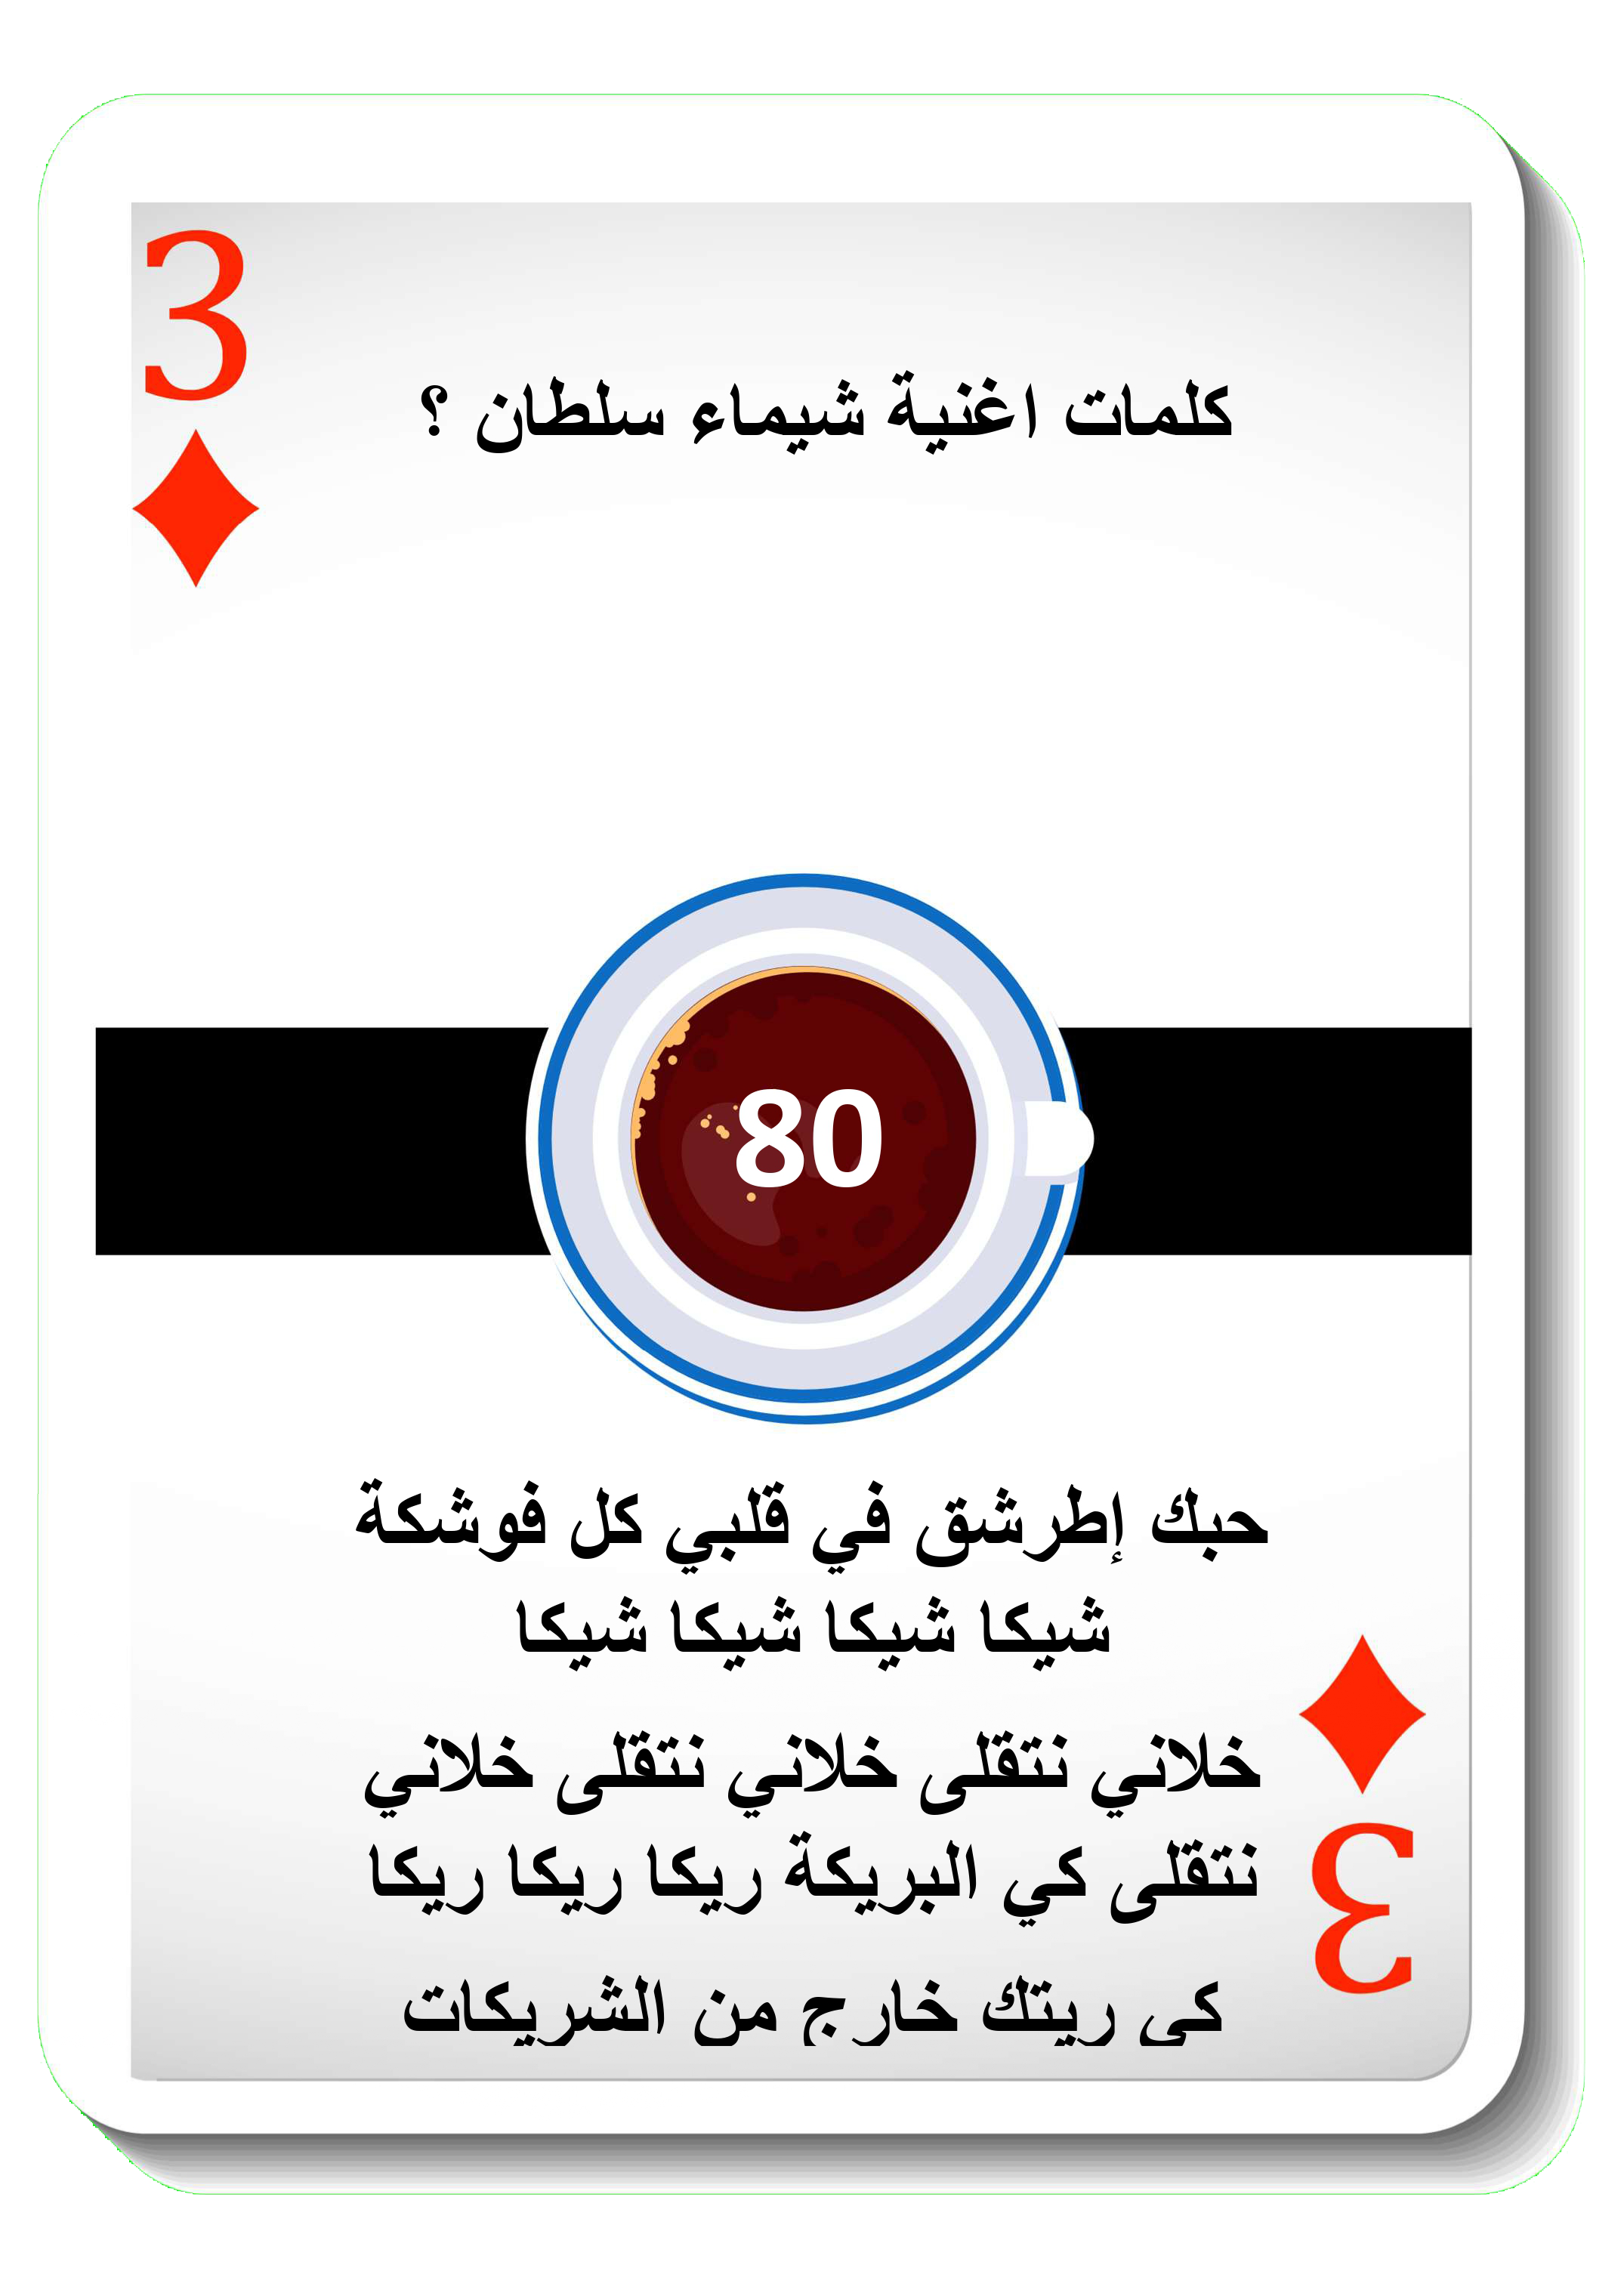 3
كلمات اغنية شيماء سلطان ؟
80
حبك إطرشق في قلبي كل فوشكة
شيكا شيكا شيكا شيكا
خلاني نتقلى خلاني نتقلى خلاني
نتقلى كي البريكة ريكا ريكا ريكا
كي ريتك خارج من الشريكات
3